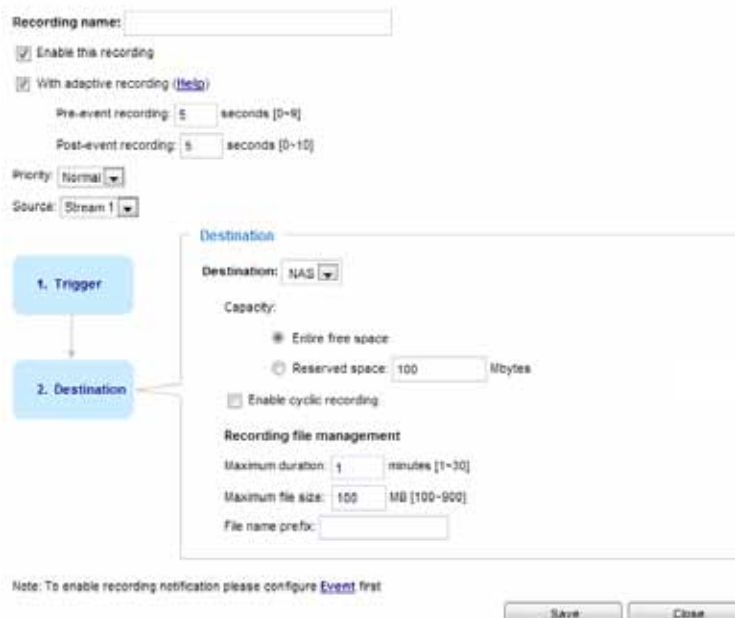 Recording name:
Enable this recording
With adaptive recording (Help)
Pre-event recording: 5 seconds [0~9]
Post-event recording: 5 seconds [0~10]
Priority: Normal
Source: Stream 1
1. Trigger
2. Destination
Destination
Destination: NAS
Capacity:
Entire free space
Reserved space: 100 Mbytes
Enable cyclic recording
Recording file management
Maximum duration: 1 minutes [1~30]
Maximum file size: 100 MB [100~900]
File name prefix:
Note: To enable recording notification please configure Event first
Save Close